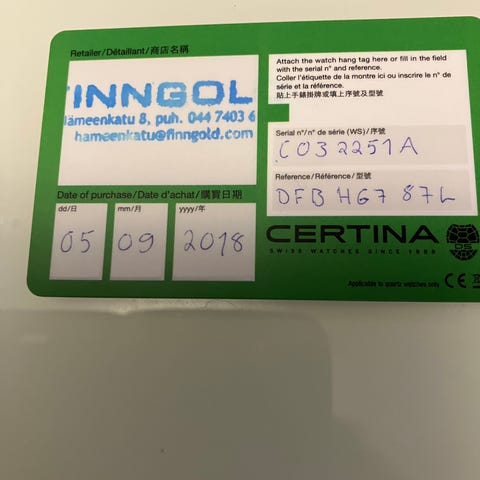 Retailer/Détaillant/商店名稱
INNGOL
lämeenkatu 8, puh. 044 7403 6
hameenkatu@finngold.com
Date of purchase/Date d'achat/購買日期
dd/日 mm/月 yyyy/年
05 09 2018
Attach the watch hang tag here or fill in the field
with the serial n° and reference.
Coller l'étiquette de la montre ici ou inscrire le n° de
série et la référence.
貼上手錶掛牌或填上序號及型號
Serial n°/n° de série (WS)/序號
C032251A
Reference/Référence/型號
DFB HG7 87L
CERTINA DS
SWISS WATCHES SINCE 1888
Applicable to quartz watches only CE